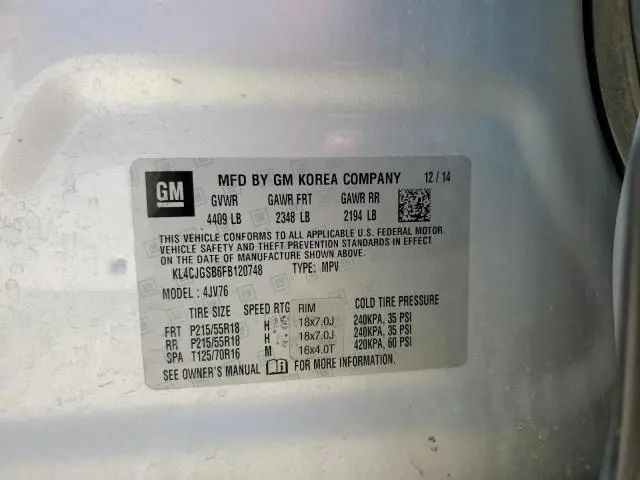 GM MFD BY GM KOREA COMPANY 12/14
GVWR GAWR FRT GAWR RR
4409 LB 2348 LB 2194 LB
THIS VEHICLE CONFORMS TO ALL APPLICABLE U.S. FEDERAL MOTOR
VEHICLE SAFETY AND THEFT PREVENTION STANDARDS IN EFFECT
ON THE DATE OF MANUFACTURE SHOWN ABOVE.
KL4CJGSB6FB120748 TYPE: MPV
MODEL: 4JV76
TIRE SIZE SPEED RTG RIM COLD TIRE PRESSURE
FRT P215/55R18 H 18x7.0J 240KPA, 35 PSI
RR P215/55R18 H 18x7.0J 240KPA, 35 PSI
SPA T125/70R16 M 16x4.0T 420KPA, 60 PSI
SEE OWNER'S MANUAL FOR MORE INFORMATION.